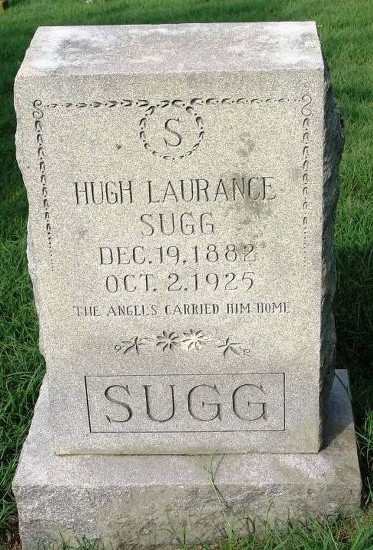 S
HUGH LAURANCE
SUGG
DEC. 19, 1882
OCT. 2, 1925
THE ANGELS CARRIED HIM HOME
SUGG